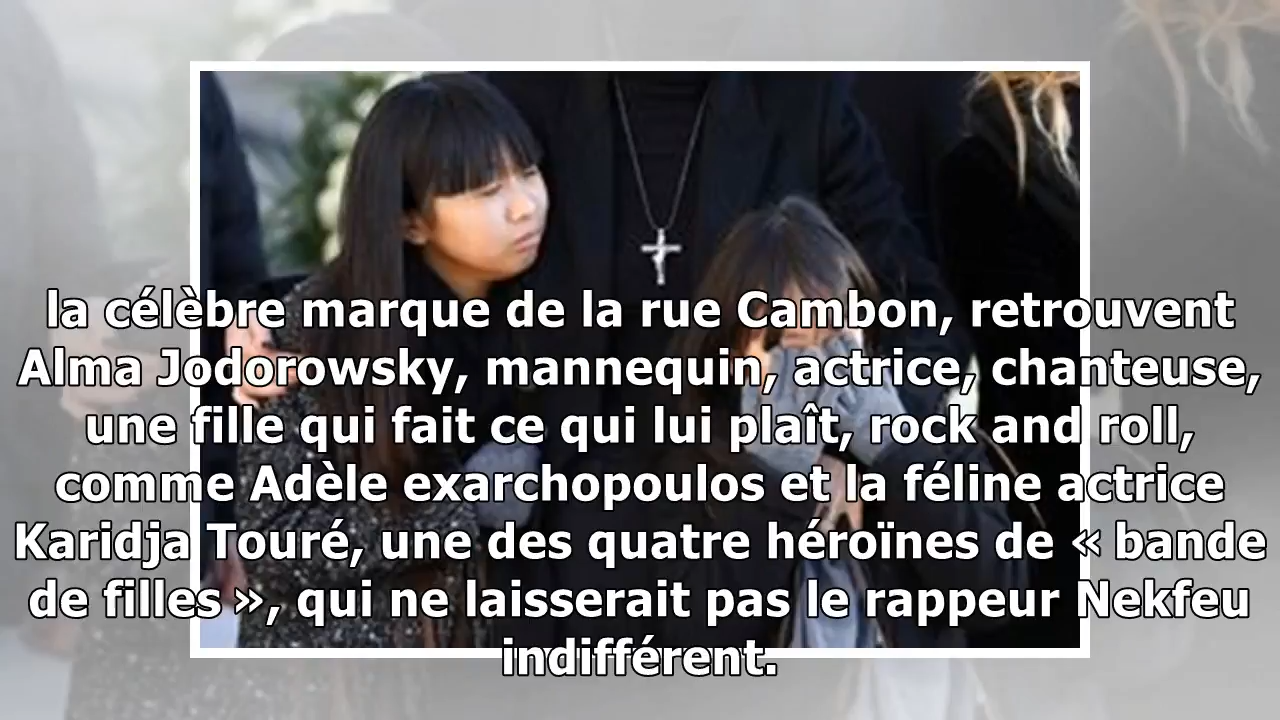 la célèbre marque de la rue Cambon, retrouvent
Alma Jodorowsky, mannequin, actrice, chanteuse,
une fille qui fait ce qui lui plaît, rock and roll,
comme Adèle exarchopoulos et la féline actrice
Karidja Touré, une des quatre héroïnes de « bande
de filles », qui ne laisserait pas le rappeur Nekfeu
indifférent.